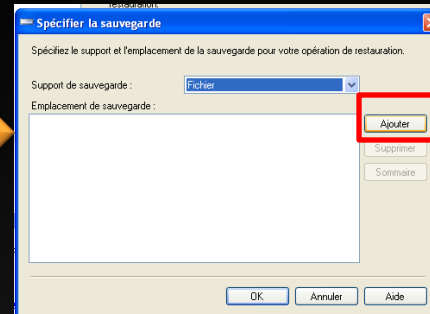 restauration.
Spécifier la sauvegarde
Spécifiez le support et l'emplacement de la sauvegarde pour votre opération de restauration.
Support de sauvegarde :
Fichier
Emplacement de sauvegarde :
Ajouter
Supprimer
Sommaire
OK
Annuler
Aide